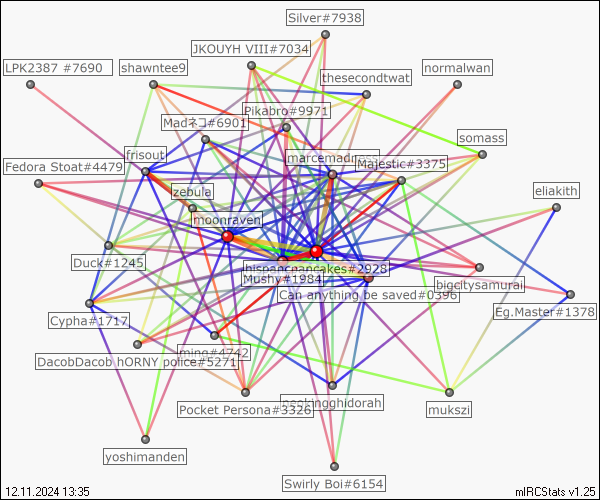 Silver#7938
JKOUYH VIII#7034
LPK2387 #7690
shawntee9
thesecondtwat
normalwan
Pikabro#9971
Madネコ#6901
somass
frisout
marcemadness
Majestic#3375
Fedora Stoat#4479
zebula
eliakith
moonraven
Duck#1245
hispanicpancakes#2928
Mushy#1984
bigcitysamurai
Can anything be saved#0396
Eg.Master#1378
Cypha#1717
ming#4742
DacobDacob hORNY police#5271
Pocket Persona#3326
mukszi
yoshimanden
Swirly Boi#6154
12.11.2024 13:35
mIRCStats v1.25